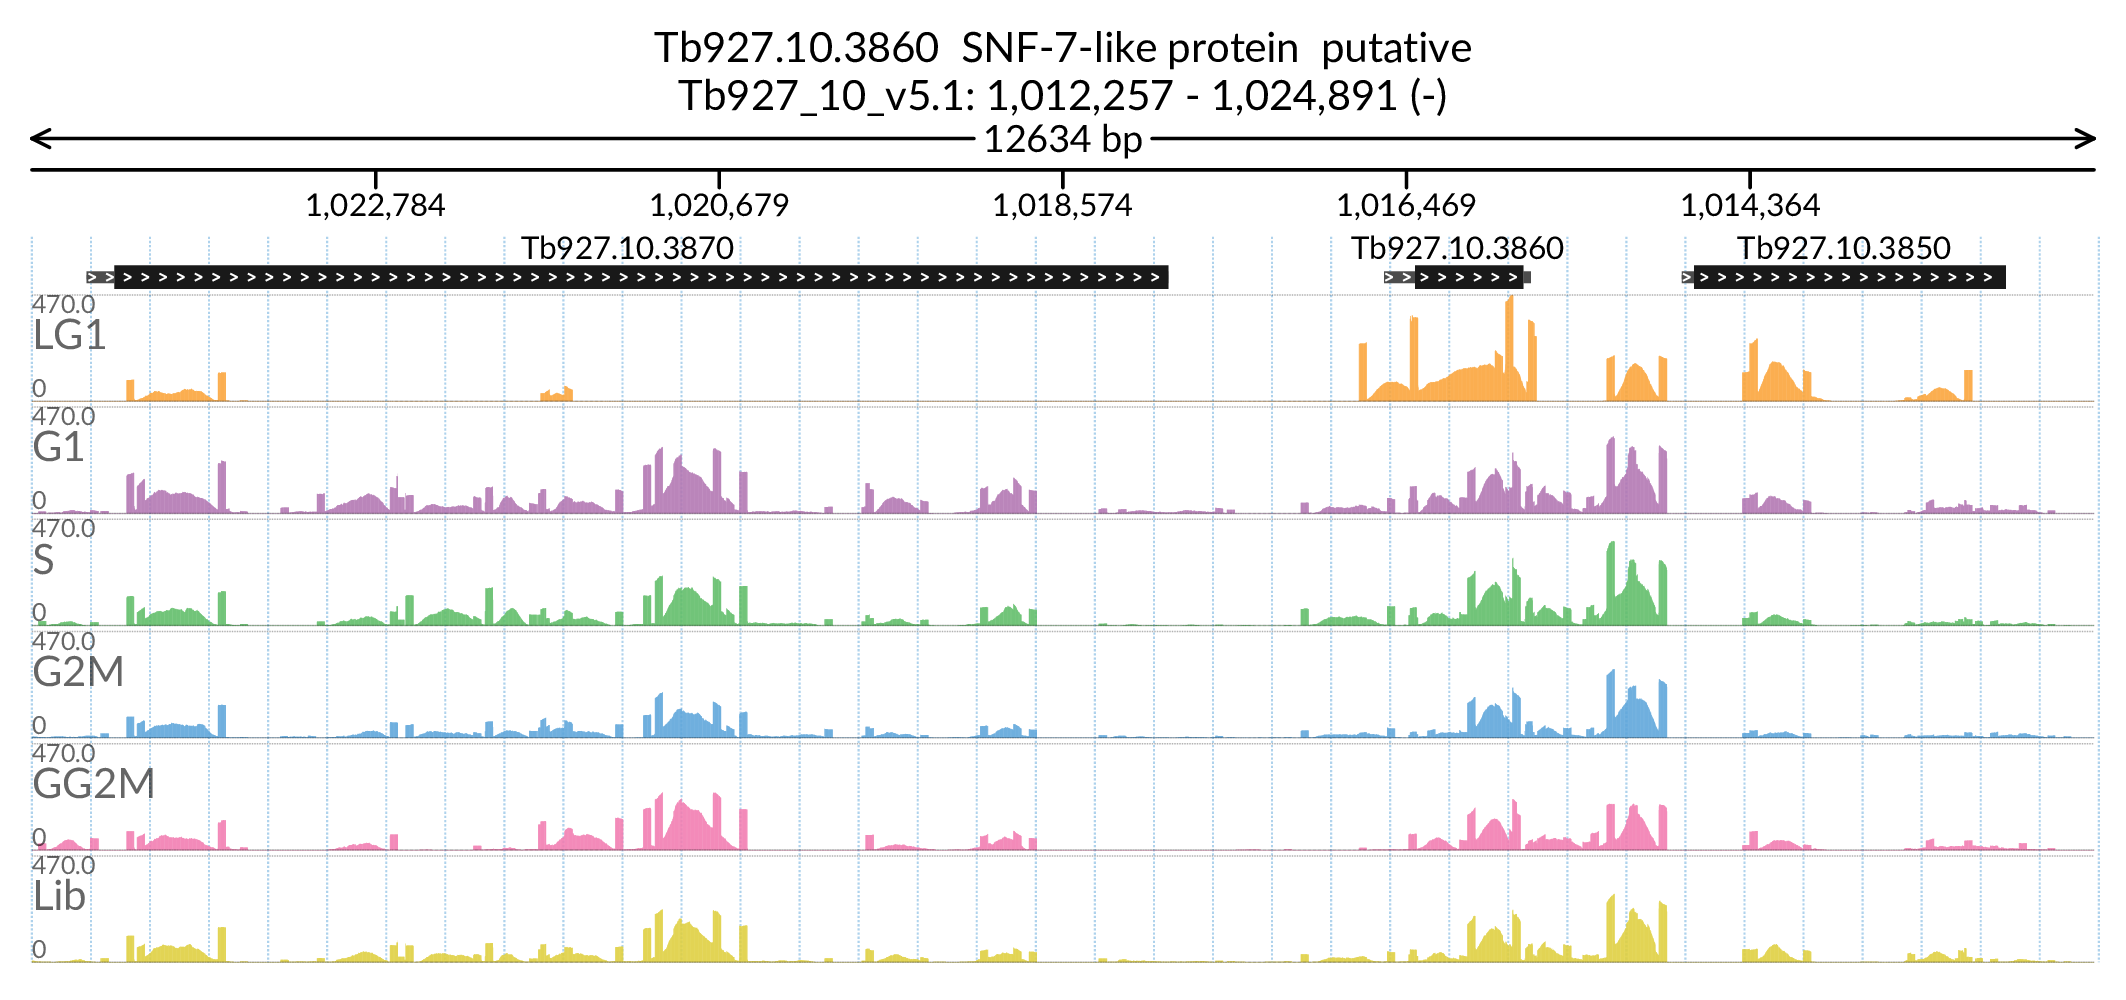 Tb927.10.3860 SNF-7-like protein putative
Tb927_10_v5.1: 1,012,257 - 1,024,891 (-)
12634 bp
1,022,784 1,020,679 1,018,574 1,016,469 1,014,364
Tb927.10.3870 Tb927.10.3860 Tb927.10.3850
470.0
LG1
0
470.0
G1
0
470.0
S
0
470.0
G2M
0
470.0
GG2M
0
470.0
Lib
0